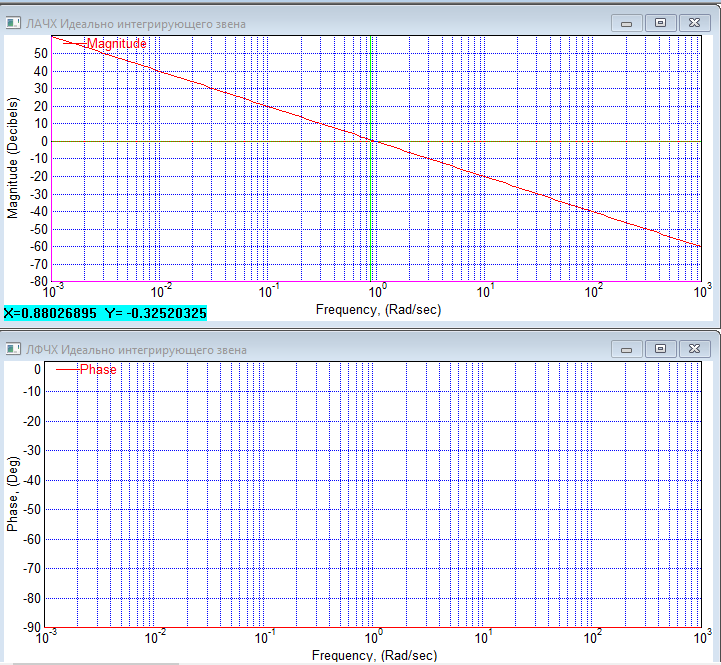 ЛАЧХ Идеально интегрирующего звена
Magnitude
Magnitude (Decibels)
50
40
30
20
10
0
-10
-20
-30
-40
-50
-60
-70
-80
10^-3 10^-2 10^-1 10^0 10^1 10^2 10^3
Frequency, (Rad/sec)
X=0.88026895 Y= -0.32520325
ЛФЧХ Идеально интегрирующего звена
Phase
Phase, (Deg)
0
-10
-20
-30
-40
-50
-60
-70
-80
-90
10^-3 10^-2 10^-1 10^0 10^1 10^2 10^3
Frequency, (Rad/sec)